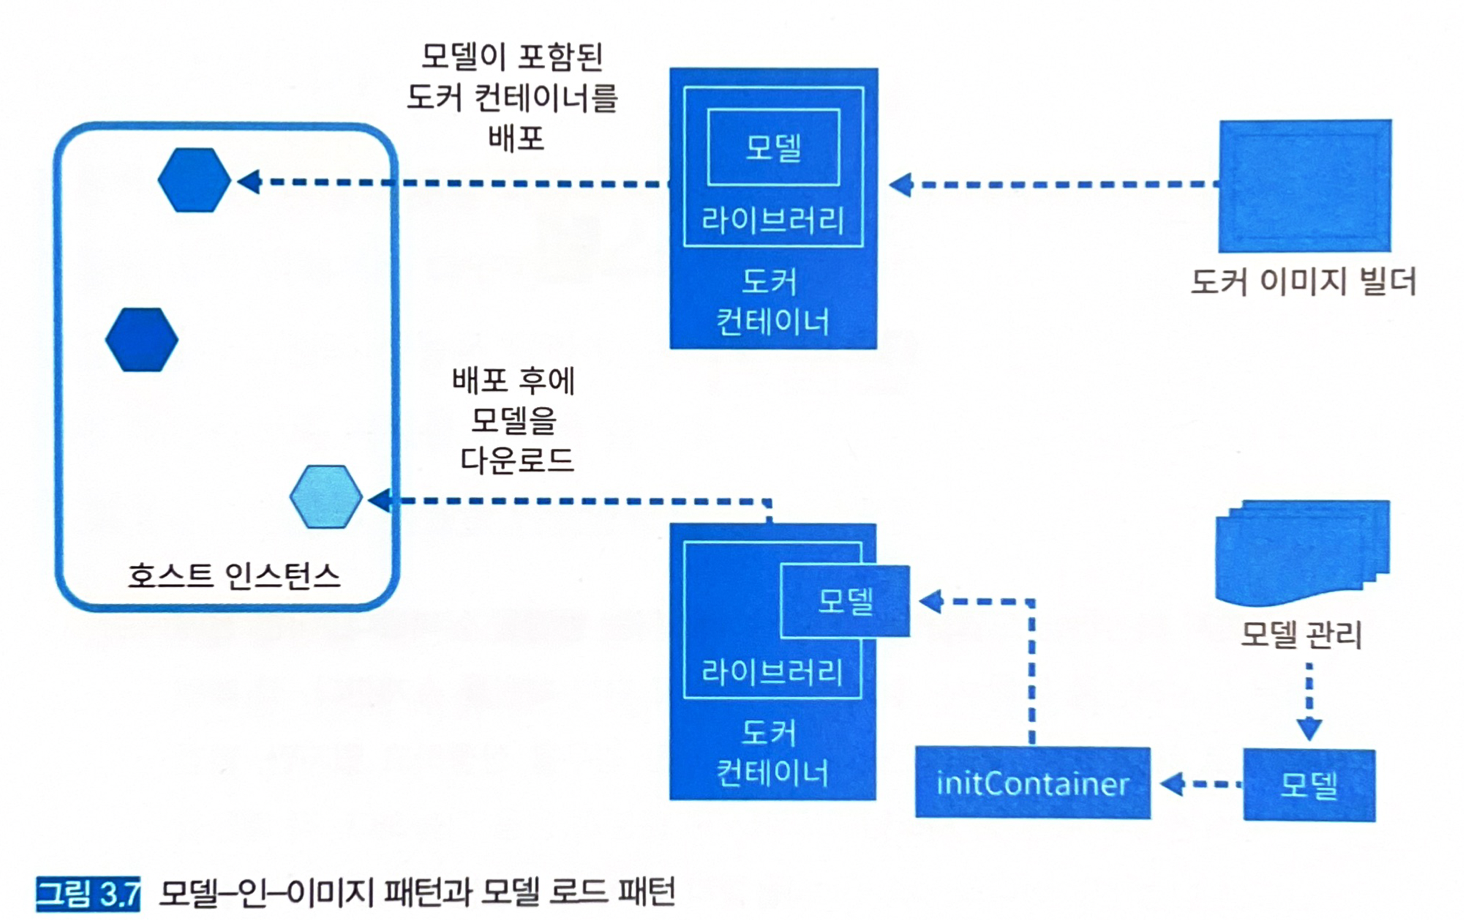 모델이 포함된
도커 컨테이너를
배포
모델
라이브러리
도커
컨테이너
도커 이미지 빌더
배포 후에
모델을
다운로드
호스트 인스턴스
모델
라이브러리
도커
컨테이너
모델 관리
initContainer
모델
그림 3.7 모델-인-이미지 패턴과 모델 로드 패턴